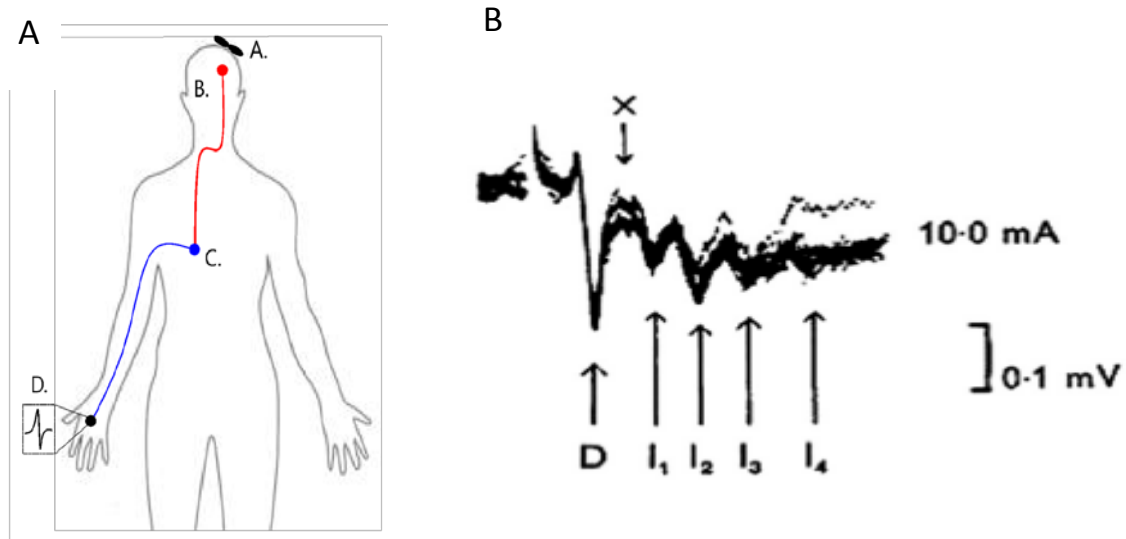 A
B
A.
B.
C.
D.
X
10·0 mA
0·1 mV
D I₁ I₂ I₃ I₄